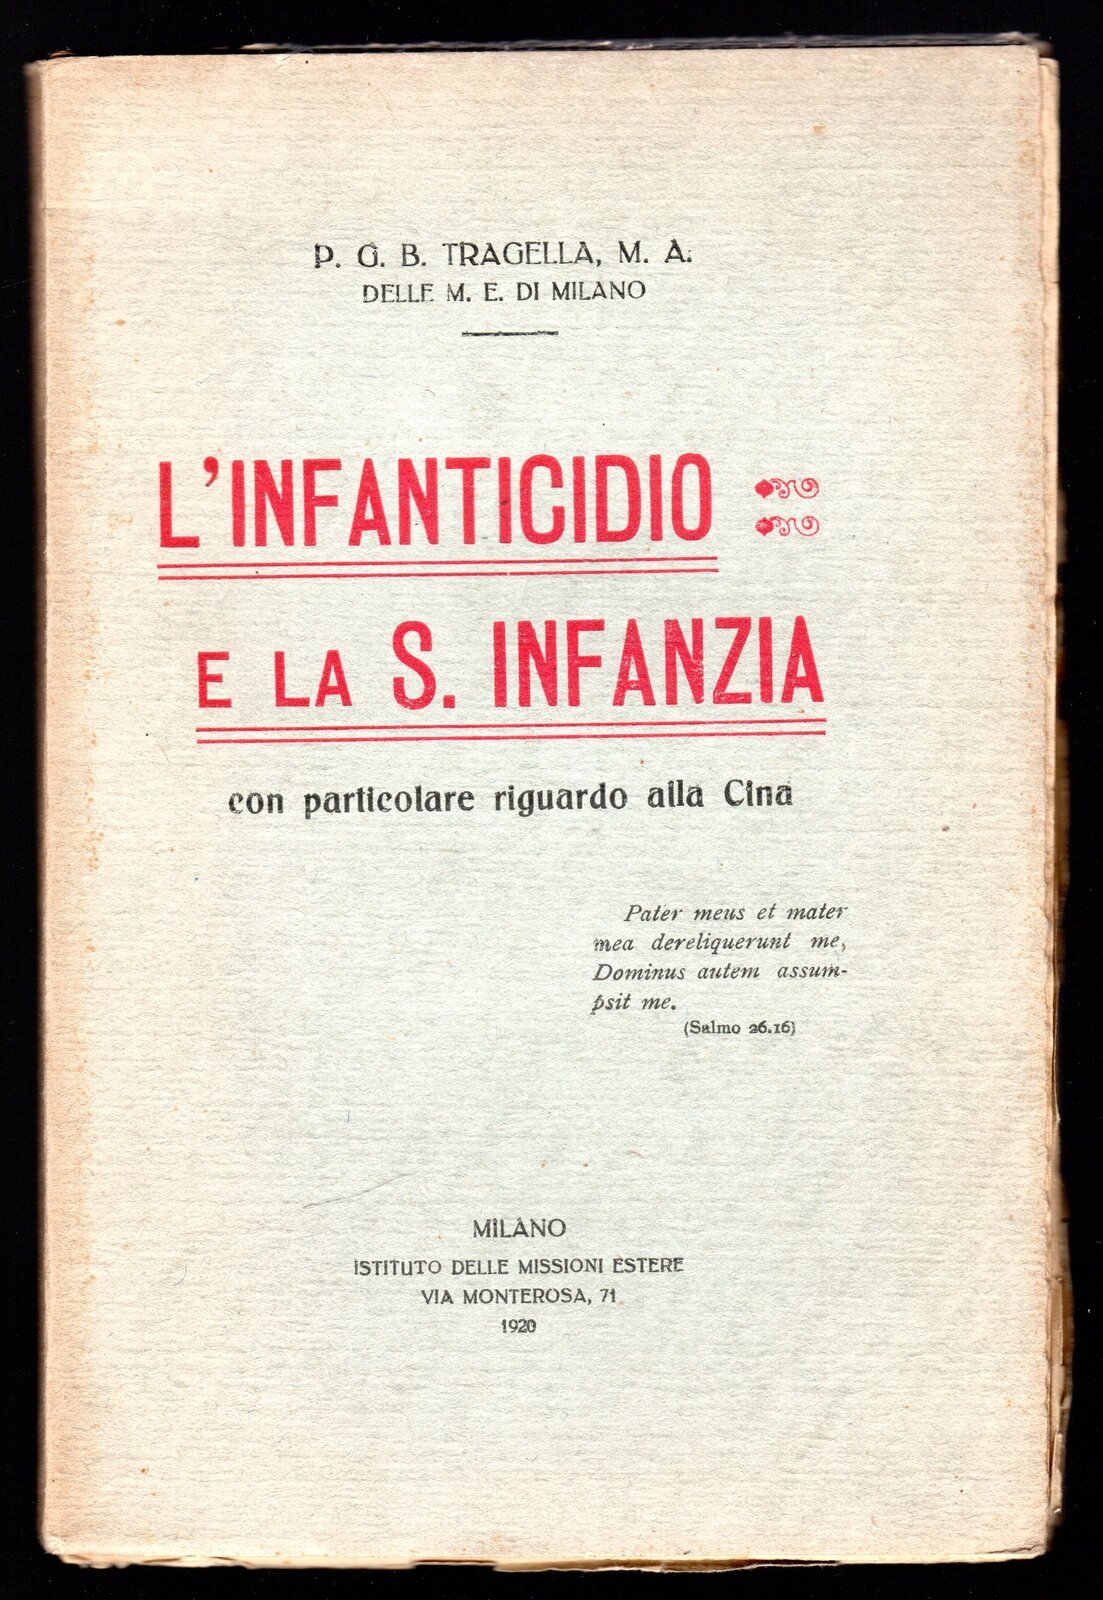 P. G. B. TRAGELLA, M. A.
DELLE M. E. DI MILANO
L'INFANTICIDIO
E LA S. INFANZIA
con particolare riguardo alla Cina
Pater meus et mater
mea dereliquerunt me,
Dominus autem assum-
psit me.
(Salmo 26.16)
MILANO
ISTITUTO DELLE MISSIONI ESTERE
VIA MONTEROSA, 71
1920